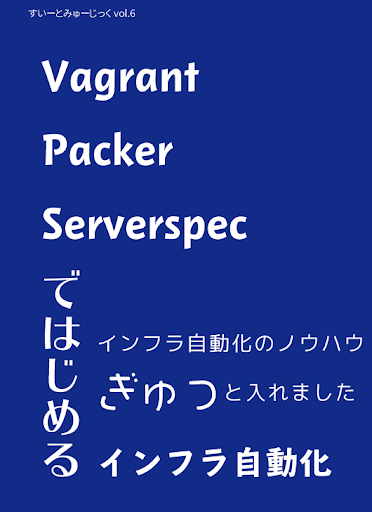 すいーとみゅーじっく vol.6
Vagrant
Packer
Serverspec
ではじめる
インフラ自動化のノウハウ
ぎゅっと入れました
インフラ自動化